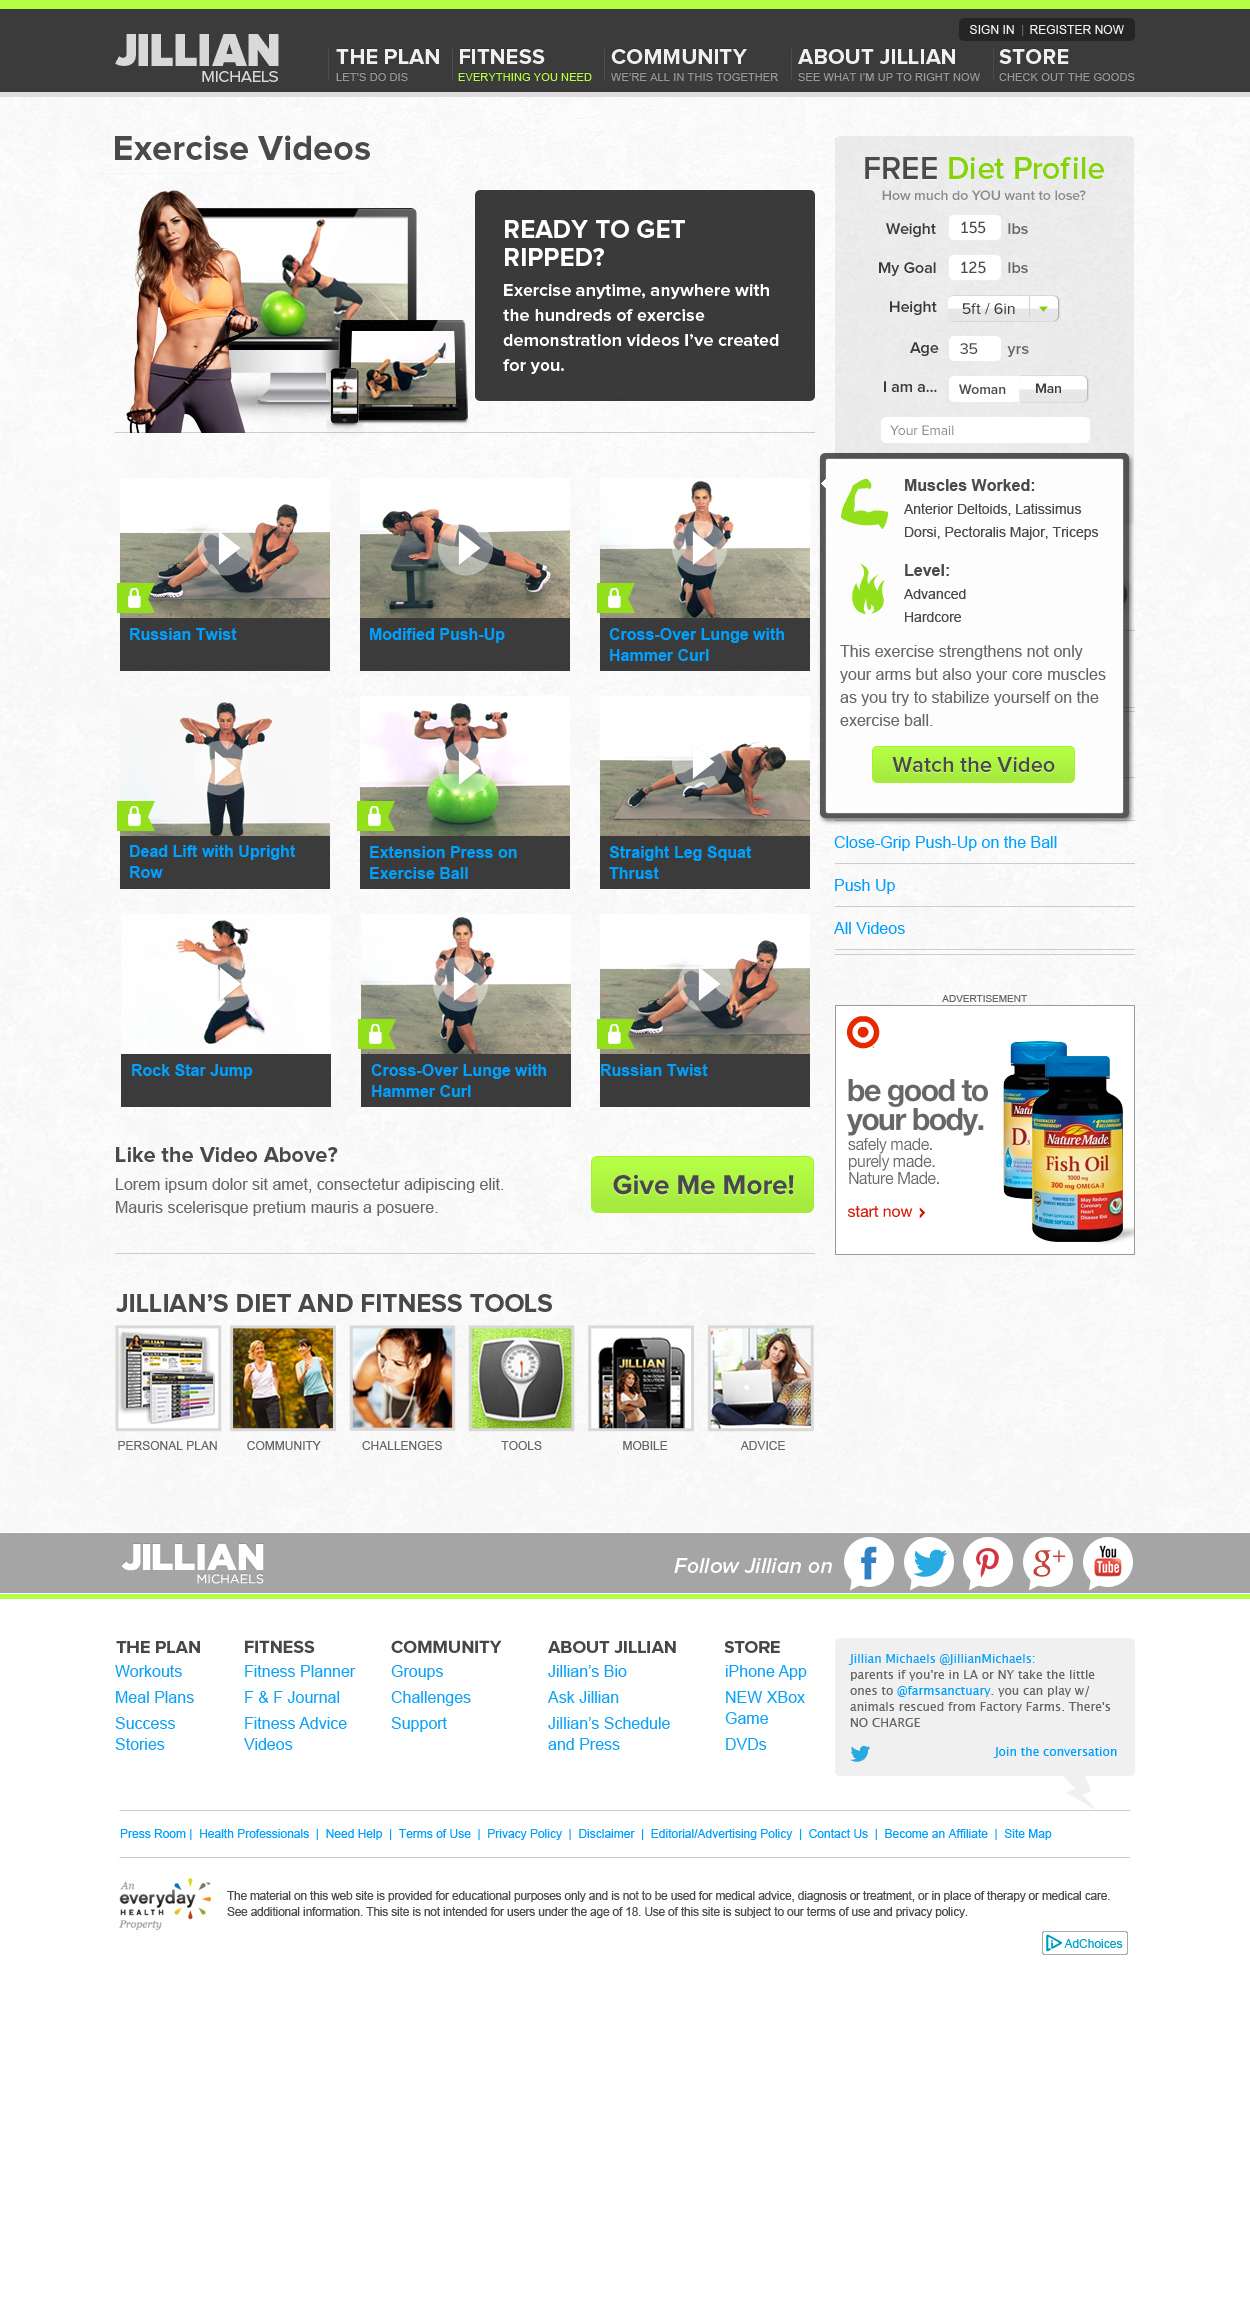 SIGN IN | REGISTER NOW
JILLIAN
MICHAELS
THE PLAN
LET'S DO DIS
FITNESS
EVERYTHING YOU NEED
COMMUNITY
WE'RE ALL IN THIS TOGETHER
ABOUT JILLIAN
SEE WHAT I'M UP TO RIGHT NOW
STORE
CHECK OUT THE GOODS
Exercise Videos
READY TO GET
RIPPED?
Exercise anytime, anywhere with
the hundreds of exercise
demonstration videos I've created
for you.
FREE Diet Profile
How much do YOU want to lose?
Weight 155 lbs
My Goal 125 lbs
Height 5ft / 6in
Age 35 yrs
I am a... Woman Man
Your Email
Muscles Worked:
Anterior Deltoids, Latissimus
Dorsi, Pectoralis Major, Triceps
Level:
Advanced
Hardcore
This exercise strengthens not only
your arms but also your core muscles
as you try to stabilize yourself on the
exercise ball.
Watch the Video
Russian Twist
Modified Push-Up
Cross-Over Lunge with
Hammer Curl
Dead Lift with Upright
Row
Extension Press on
Exercise Ball
Straight Leg Squat
Thrust
Rock Star Jump
Cross-Over Lunge with
Hammer Curl
Russian Twist
Close-Grip Push-Up on the Ball
Push Up
All Videos
ADVERTISEMENT
be good to
your body.
safely made.
purely made.
Nature Made.
start now
D3
Nature Made
Fish Oil
1000 mg
300 mg OMEGA-3
May Reduce
Coronary
Heart
Disease Risk
Like the Video Above?
Lorem ipsum dolor sit amet, consectetur adipiscing elit.
Mauris scelerisque pretium mauris a posuere.
Give Me More!
JILLIAN'S DIET AND FITNESS TOOLS
JILLIAN
MICHAELS
PERSONAL PLAN
COMMUNITY
CHALLENGES
TOOLS
MOBILE
ADVICE
JILLIAN
MICHAELS
Follow Jillian on
f
g+
You
Tube
THE PLAN
Workouts
Meal Plans
Success
Stories
FITNESS
Fitness Planner
F & F Journal
Fitness Advice
Videos
COMMUNITY
Groups
Challenges
Support
ABOUT JILLIAN
Jillian's Bio
Ask Jillian
Jillian's Schedule
and Press
STORE
iPhone App
NEW XBox
Game
DVDs
Jillian Michaels @JillianMichaels:
parents if you're in LA or NY take the little
ones to @farmsanctuary. you can play w/
animals rescued from Factory Farms. There's
NO CHARGE
Join the conversation
Press Room | Health Professionals | Need Help | Terms of Use | Privacy Policy | Disclaimer | Editorial/Advertising Policy | Contact Us | Become an Affiliate | Site Map
An
everyday
HEALTH
Property
The material on this web site is provided for educational purposes only and is not to be used for medical advice, diagnosis or treatment, or in place of therapy or medical care.
See additional information. This site is not intended for users under the age of 18. Use of this site is subject to our terms of use and privacy policy.
AdChoices